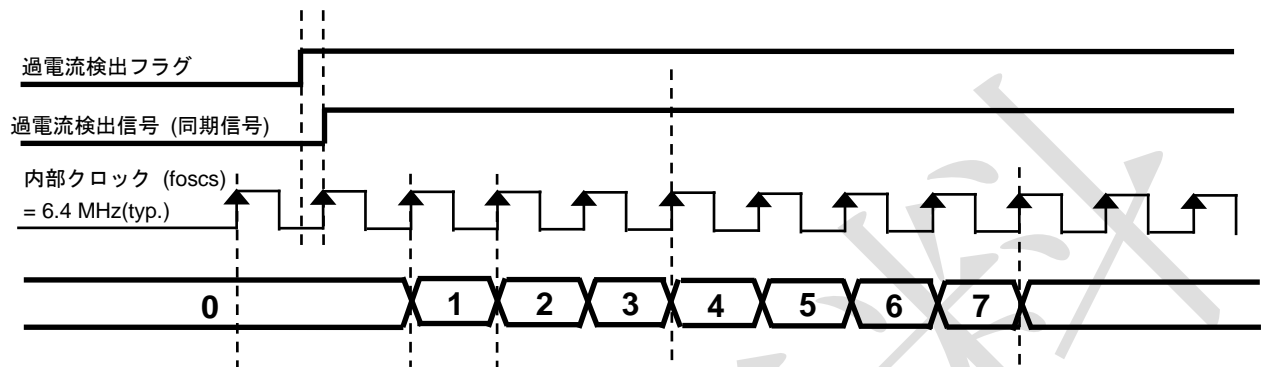 過電流検出フラグ
過電流検出信号 (同期信号)
内部クロック (foscs)
= 6.4 MHz(typ.)
0 1 2 3 4 5 6 7